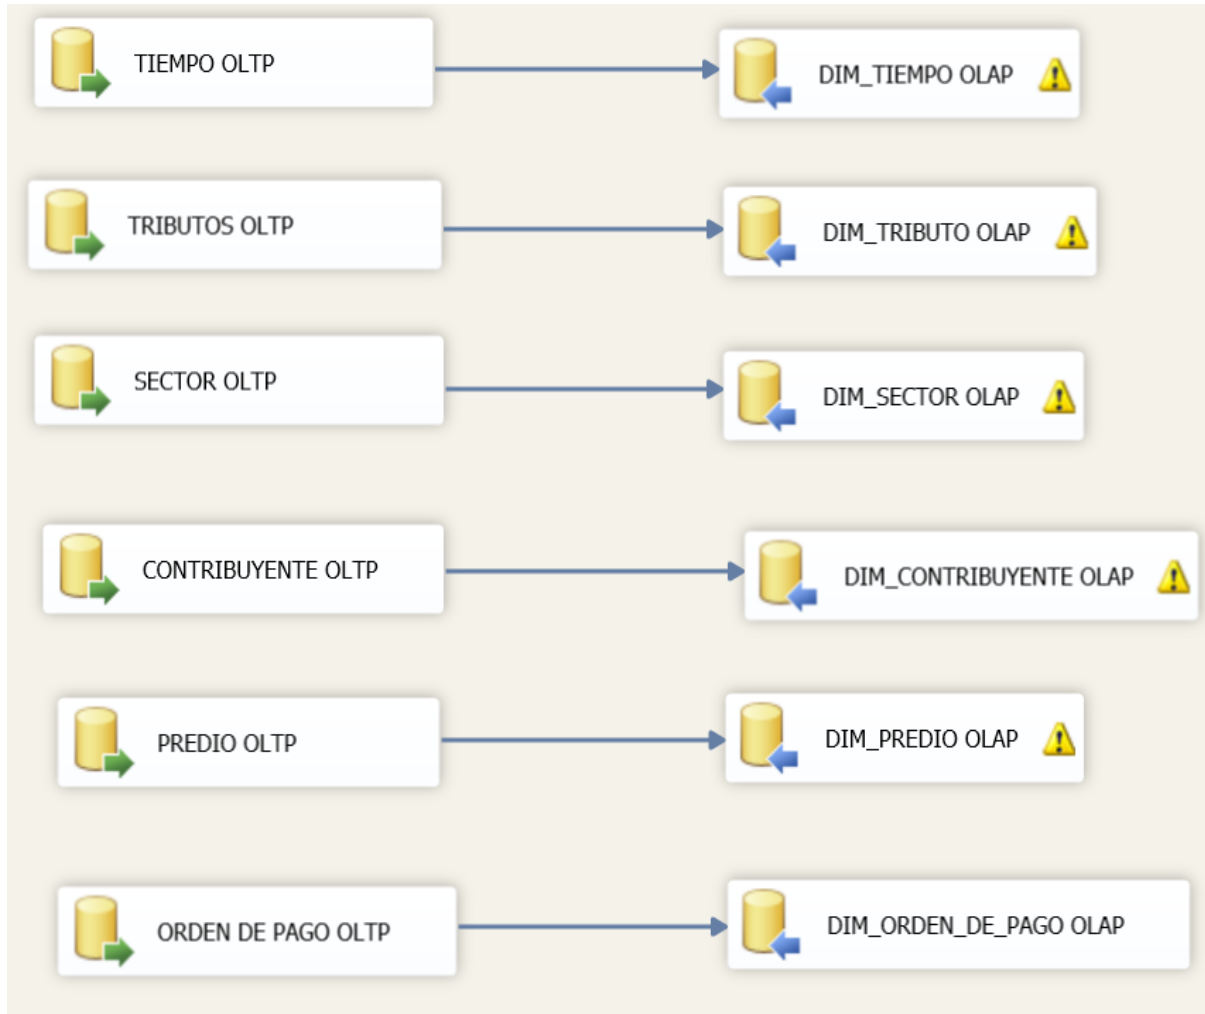 TIEMPO OLTP
DIM_TIEMPO OLAP
TRIBUTOS OLTP
DIM_TRIBUTO OLAP
SECTOR OLTP
DIM_SECTOR OLAP
CONTRIBUYENTE OLTP
DIM_CONTRIBUYENTE OLAP
PREDIO OLTP
DIM_PREDIO OLAP
ORDEN DE PAGO OLTP
DIM_ORDEN_DE_PAGO OLAP